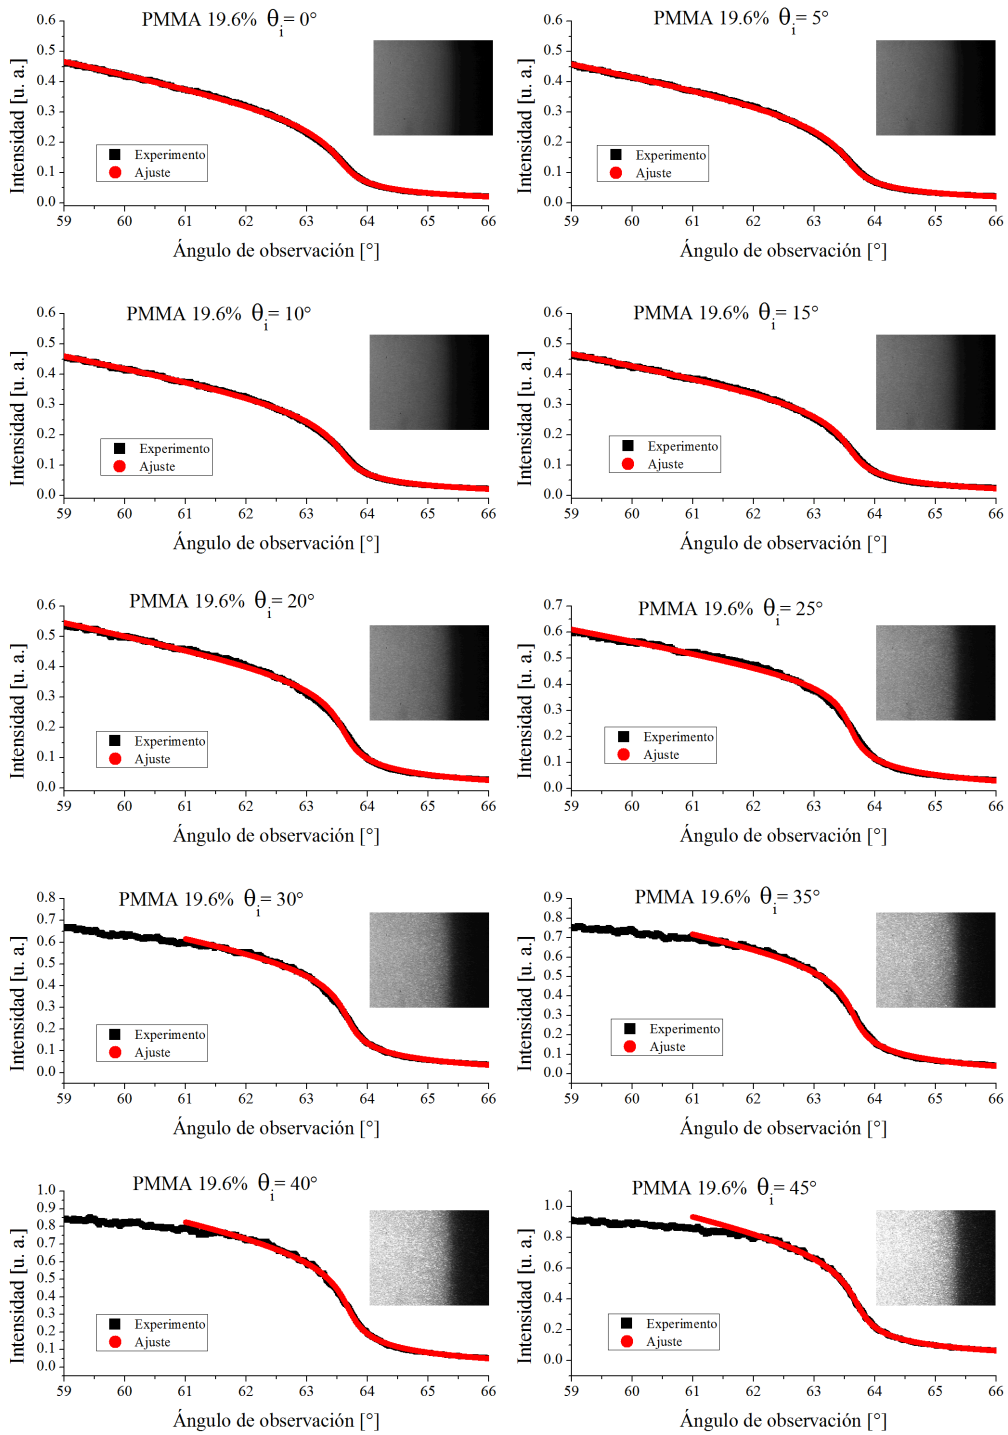 PMMA 19.6% θi= 0°
Intensidad [u. a.]
0.6
0.5
0.4
0.3
0.2
0.1
0.0
Experimento
Ajuste
59 60 61 62 63 64 65 66
Ángulo de observación [°]
PMMA 19.6% θi= 5°
Intensidad [u. a.]
0.6
0.5
0.4
0.3
0.2
0.1
0.0
Experimento
Ajuste
59 60 61 62 63 64 65 66
Ángulo de observación [°]
PMMA 19.6% θi= 10°
Intensidad [u. a.]
0.6
0.5
0.4
0.3
0.2
0.1
0.0
Experimento
Ajuste
59 60 61 62 63 64 65 66
Ángulo de observación [°]
PMMA 19.6% θi= 15°
Intensidad [u. a.]
0.6
0.5
0.4
0.3
0.2
0.1
0.0
Experimento
Ajuste
59 60 61 62 63 64 65 66
Ángulo de observación [°]
PMMA 19.6% θi= 20°
Intensidad [u. a.]
0.6
0.5
0.4
0.3
0.2
0.1
0.0
Experimento
Ajuste
59 60 61 62 63 64 65 66
Ángulo de observación [°]
PMMA 19.6% θi= 25°
Intensidad [u. a.]
0.7
0.6
0.5
0.4
0.3
0.2
0.1
0.0
Experimento
Ajuste
59 60 61 62 63 64 65 66
Ángulo de observación [°]
PMMA 19.6% θi= 30°
Intensidad [u. a.]
0.8
0.7
0.6
0.5
0.4
0.3
0.2
0.1
0.0
Experimento
Ajuste
59 60 61 62 63 64 65 66
Ángulo de observación [°]
PMMA 19.6% θi= 35°
Intensidad [u. a.]
0.9
0.8
0.7
0.6
0.5
0.4
0.3
0.2
0.1
0.0
Experimento
Ajuste
59 60 61 62 63 64 65 66
Ángulo de observación [°]
PMMA 19.6% θi= 40°
Intensidad [u. a.]
1.0
0.9
0.8
0.7
0.6
0.5
0.4
0.3
0.2
0.1
0.0
Experimento
Ajuste
59 60 61 62 63 64 65 66
Ángulo de observación [°]
PMMA 19.6% θi= 45°
Intensidad [u. a.]
1.0
0.8
0.6
0.4
0.2
0.0
Experimento
Ajuste
59 60 61 62 63 64 65 66
Ángulo de observación [°]